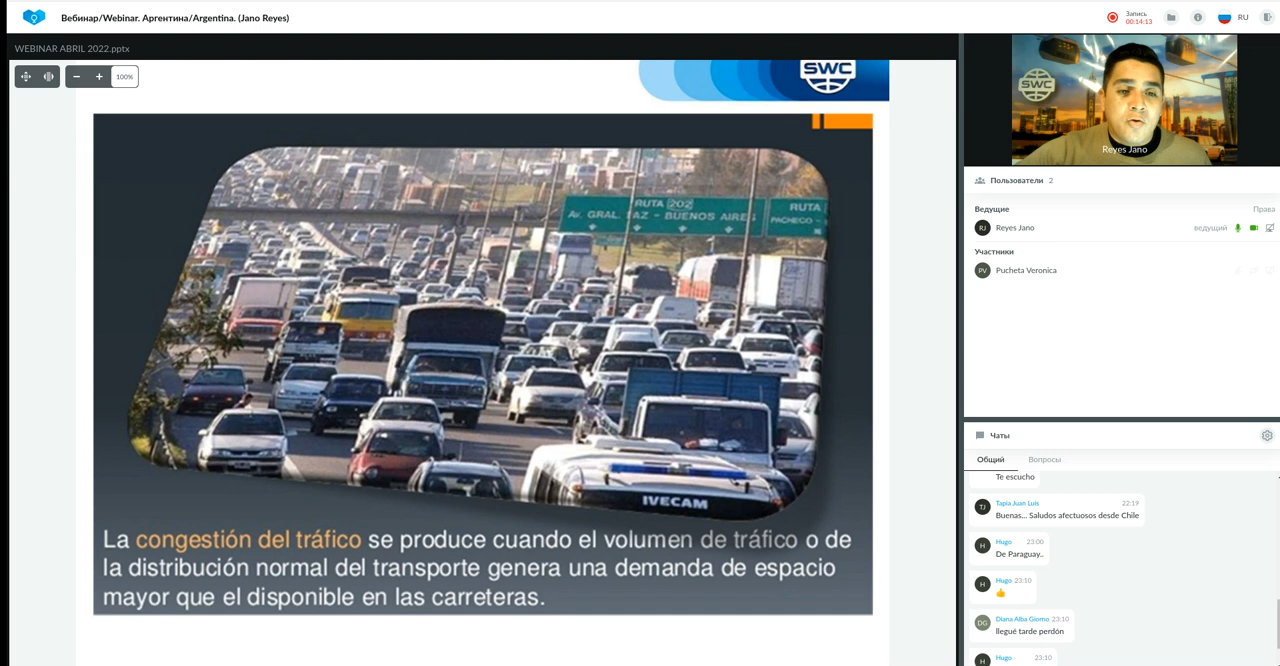 Вебинар/Webinar. Аргентина/Argentina. (Jano Reyes)
Запись
00:14:13
RU
WEBINAR ABRIL 2022.pptx
100%
SWC
RUTA 202
RUTA
AV. GRAL. PAZ - BUENOS AIRES
PACHECO -
IVECAM
La congestión del tráfico se produce cuando el volumen de tráfico o de
la distribución normal del transporte genera una demanda de espacio
mayor que el disponible en las carreteras.
SWC
Reyes Jano
Пользователи 2
Ведущие Права
RJ Reyes Jano ведущий
Участники
PV Pucheta Veronica
Чаты
Общий Вопросы
Te escucho
TJ Tapia Juan Luis 22:19
Buenas... Saludos afectuosos desde Chile
H Hugo 23:00
De Paraguay..
H Hugo 23:10
👍
DG Diana Alba Giorno 23:10
llegué tarde perdón
H Hugo 23:10